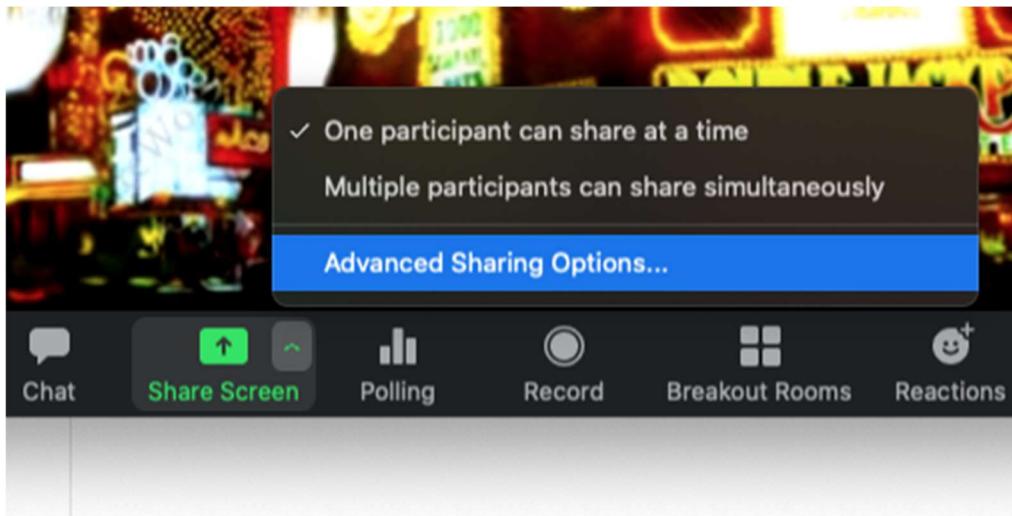 One participant can share at a time
Multiple participants can share simultaneously
Advanced Sharing Options...
Chat
Share Screen
Polling
Record
Breakout Rooms
Reactions